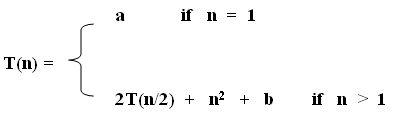 a if n = 1
T(n) =
2T(n/2) + n² + b if n > 1